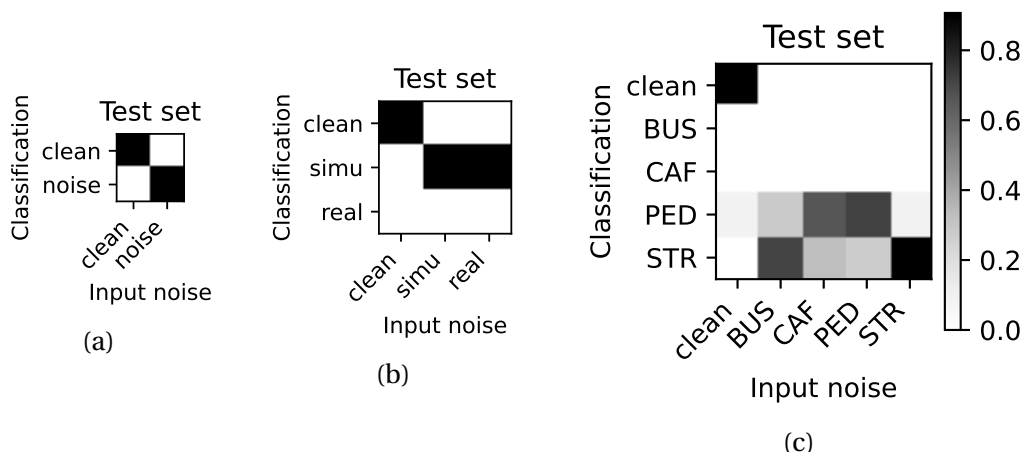 Test set
Classification
clean
noise
clean
noise
Input noise
(a)
Test set
Classification
clean
simu
real
clean
simu
real
Input noise
(b)
Test set
Classification
clean
BUS
CAF
PED
STR
clean
BUS
CAF
PED
STR
Input noise
0.8
0.6
0.4
0.2
0.0
(c)